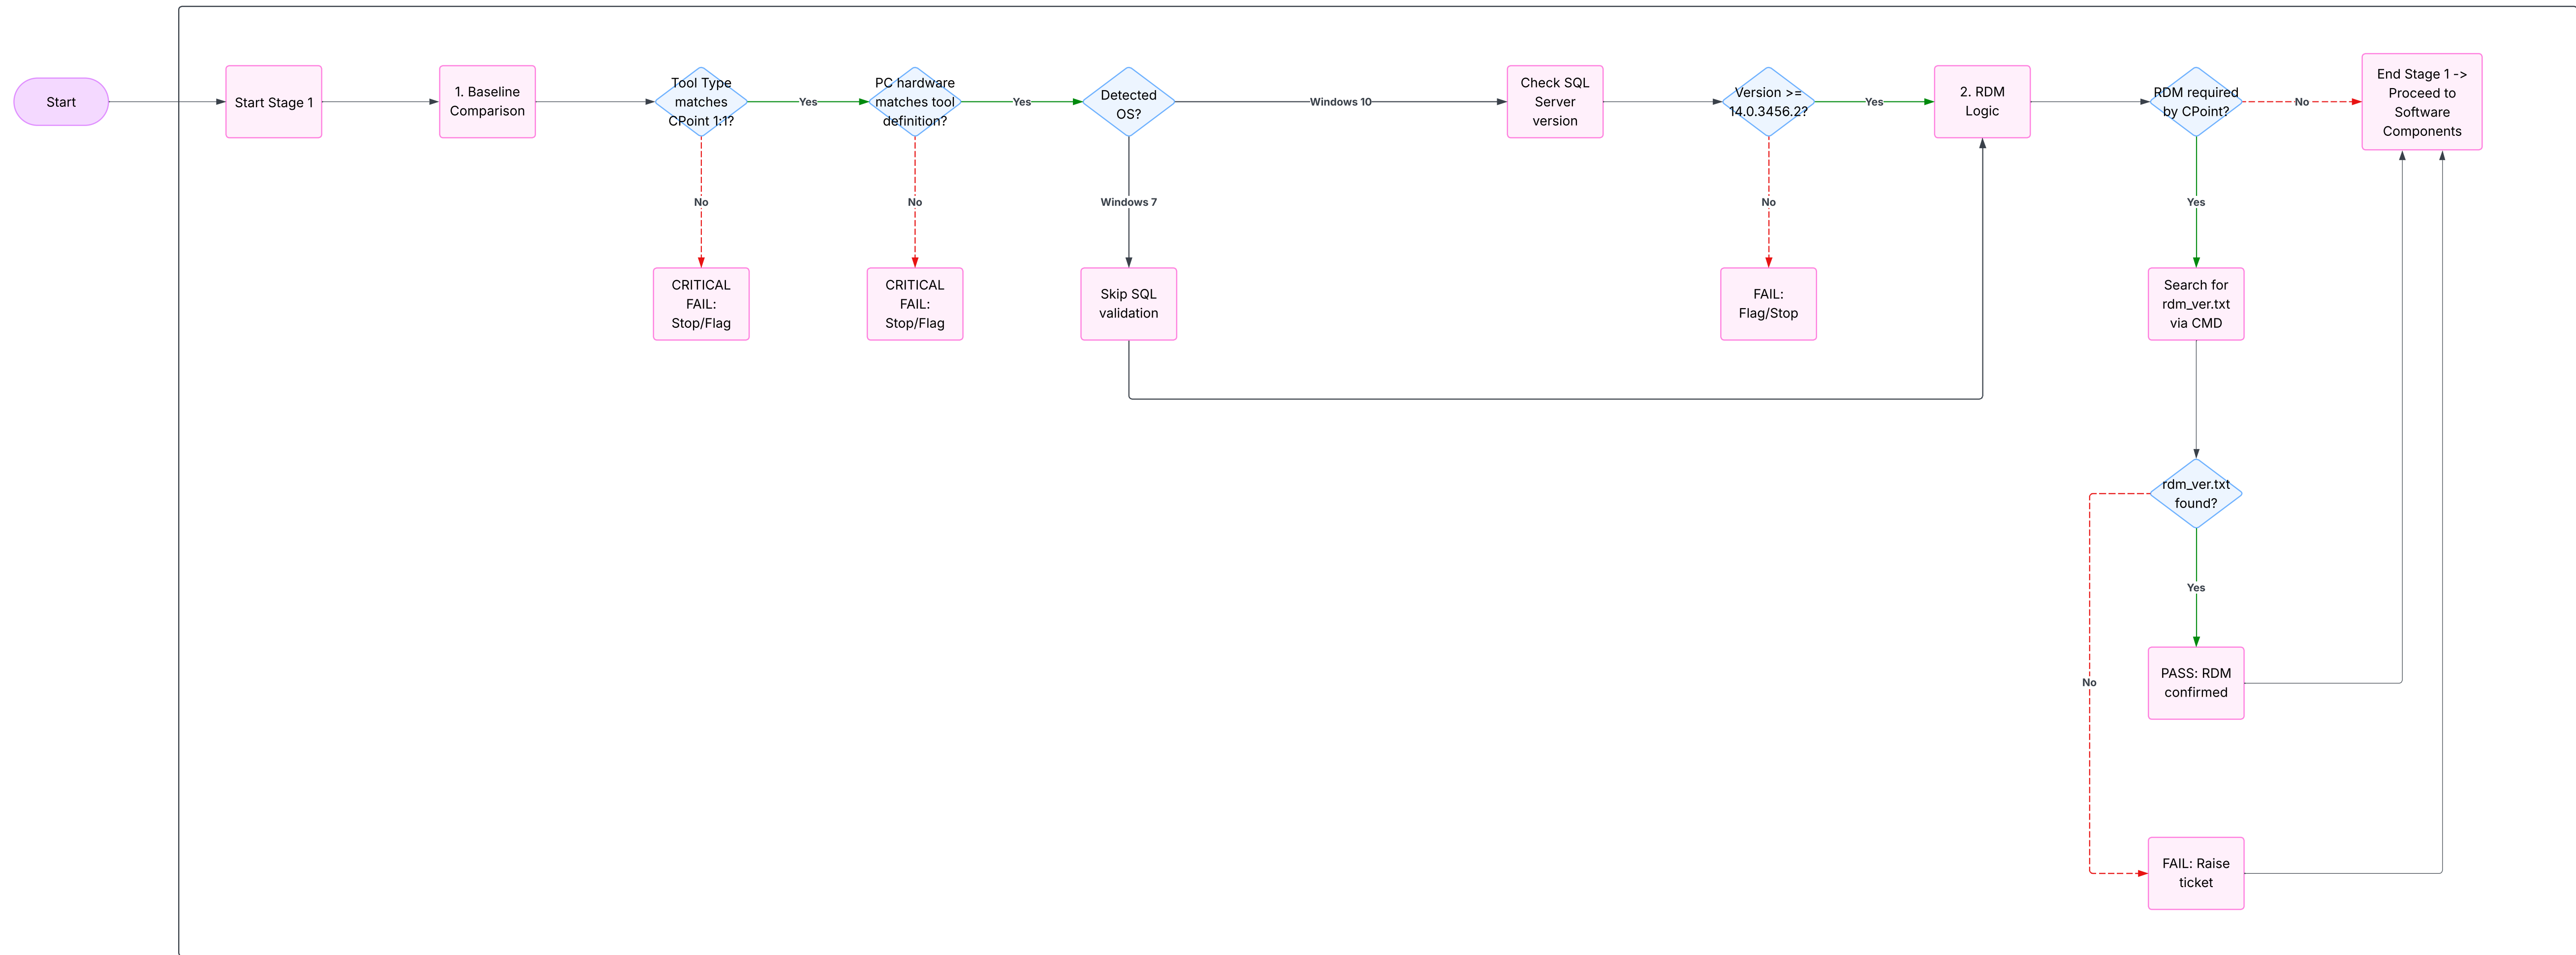 Start
Start Stage 1
1. Baseline
Comparison
Tool Type
matches
CPoint 1:1?
Yes
PC hardware
matches tool
definition?
Yes
Detected
OS?
Windows 10
Check SQL
Server
version
Version >=
14.0.3456.2?
Yes
2. RDM
Logic
RDM required
by CPoint?
No
End Stage 1 ->
Proceed to
Software
Components
No
No
Windows 7
No
Yes
CRITICAL
FAIL:
Stop/Flag
CRITICAL
FAIL:
Stop/Flag
Skip SQL
validation
FAIL:
Flag/Stop
Search for
rdm_ver.txt
via CMD
rdm_ver.txt
found?
Yes
No
PASS: RDM
confirmed
FAIL: Raise
ticket